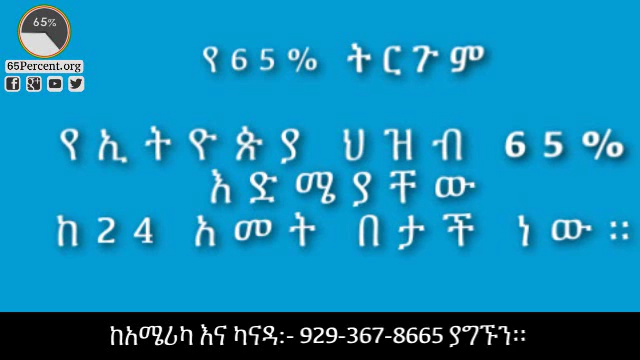 65%
65Percent.org
የ65% ትርጉም
የኢትዮጵያ ህዝብ 65%
እድሜያቸው
ከ24 አመት በታች ነው።
ከአሜሪካ እና ካናዳ:- 929-367-8665 ያግኙን።